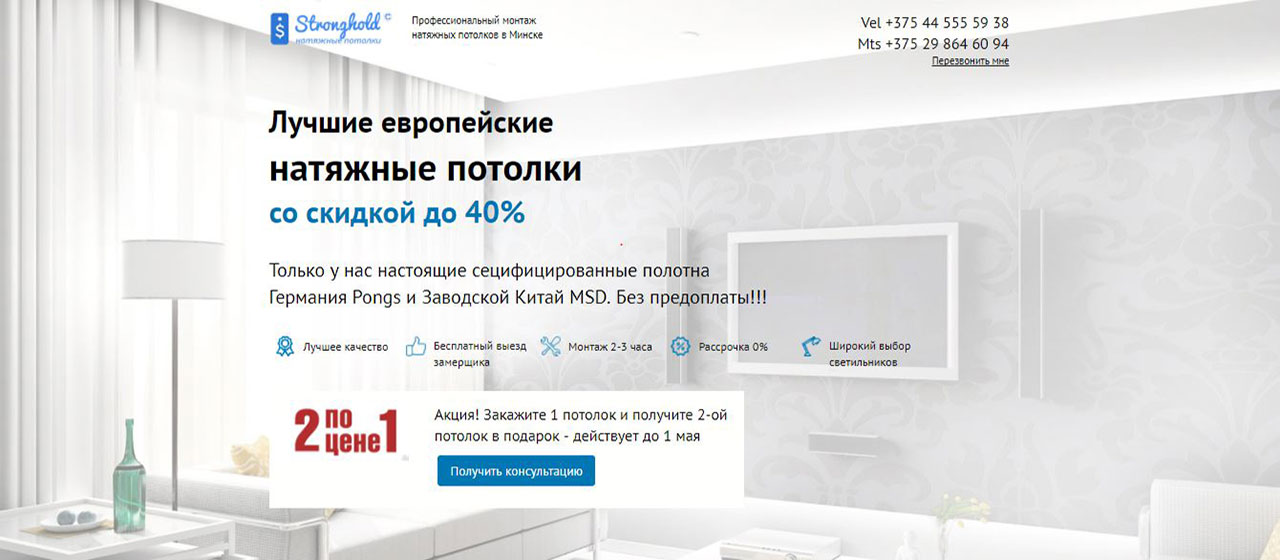 Stronghold
натяжные потолки
Профессиональный монтаж
натяжных потолков в Минске
Vel +375 44 555 59 38
Mts +375 29 864 60 94
Перезвонить мне
Лучшие европейские
натяжные потолки
со скидкой до 40%
Только у нас настоящие сецифицированные полотна
Германия Pongs и Заводской Китай MSD. Без предоплаты!!!
Лучшее качество
Бесплатный выезд
замерщика
Монтаж 2-3 часа
Рассрочка 0%
Широкий выбор
светильников
2 по цене 1
Акция! Закажите 1 потолок и получите 2-ой
потолок в подарок - действует до 1 мая
Получить консультацию